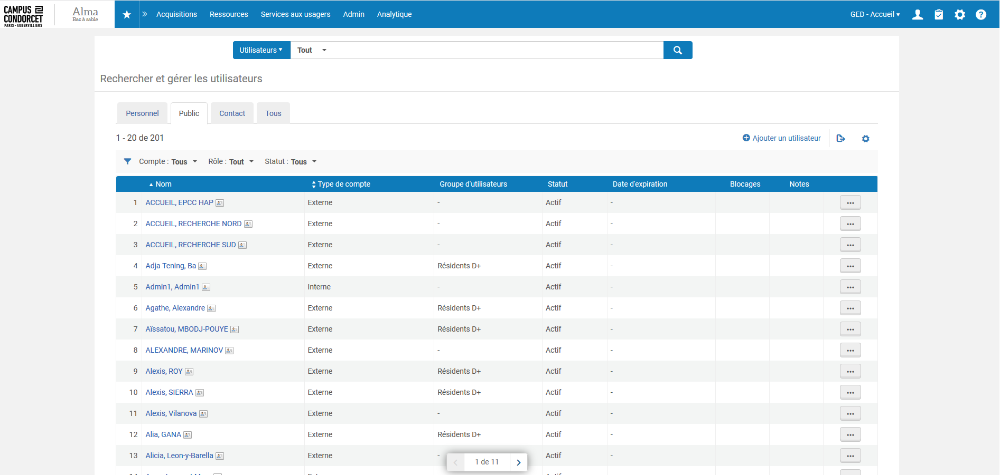 CAMPUS
CONDORCET
PARIS • AUBERVILLIERS
Alma
Bac à sable
Acquisitions Ressources Services aux usagers Admin Analytique GED - Accueil
Utilisateurs Tout
Rechercher et gérer les utilisateurs
Personnel Public Contact Tous
1 - 20 de 201 Ajouter un utilisateur
Compte : Tous Rôle : Tout Statut : Tous
Nom Type de compte Groupe d'utilisateurs Statut Date d'expiration Blocages Notes
1 ACCUEIL, EPCC HAP Externe - Actif -
2 ACCUEIL, RECHERCHE NORD Externe - Actif -
3 ACCUEIL, RECHERCHE SUD Externe - Actif -
4 Adja Tening, Ba Externe Résidents D+ Actif -
5 Admin1, Admin1 Interne - Actif -
6 Agathe, Alexandre Externe Résidents D+ Actif -
7 Aïssatou, MBODJ-POUYE Externe Résidents D+ Actif -
8 ALEXANDRE, MARINOV Externe - Actif -
9 Alexis, ROY Externe Résidents D+ Actif -
10 Alexis, SIERRA Externe Résidents D+ Actif -
11 Alexis, Vilanova Externe - Actif -
12 Alia, GANA Externe Résidents D+ Actif -
13 Alicia, Leon-y-Barella Externe - Actif
1 de 11